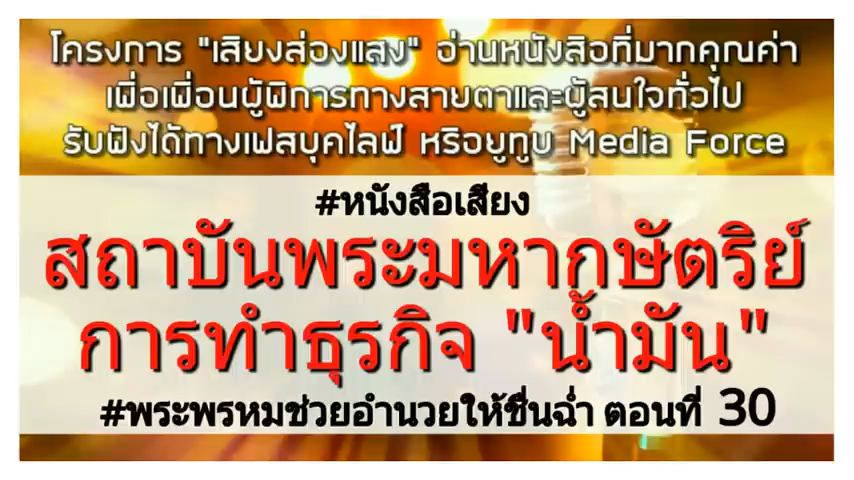 โครงการ "เสียงส่องแสง" อ่านหนังสือที่มากคุณค่า
เพื่อเพื่อนผู้พิการทางสายตาและผู้สนใจทั่วไป
รับฟังได้ทางเฟสบุคไลฟ์ หรือยูทูบ Media Force
#หนังสือเสียง
สถาบันพระมหากษัตริย์
การทำธุรกิจ "น้ำมัน"
#พระพรหมช่วยอำนวยให้ชื่นฉ่ำ ตอนที่ 30